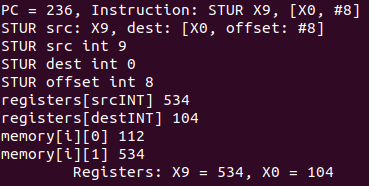 PC = 236, Instruction: STUR X9, [X0, #8]
STUR src: X9, dest: [X0, offset: #8]
STUR src int 9
STUR dest int 0
STUR offset int 8
registers[srcINT] 534
registers[destINT] 104
memory[i][0] 112
memory[i][1] 534
Registers: X9 = 534, X0 = 104